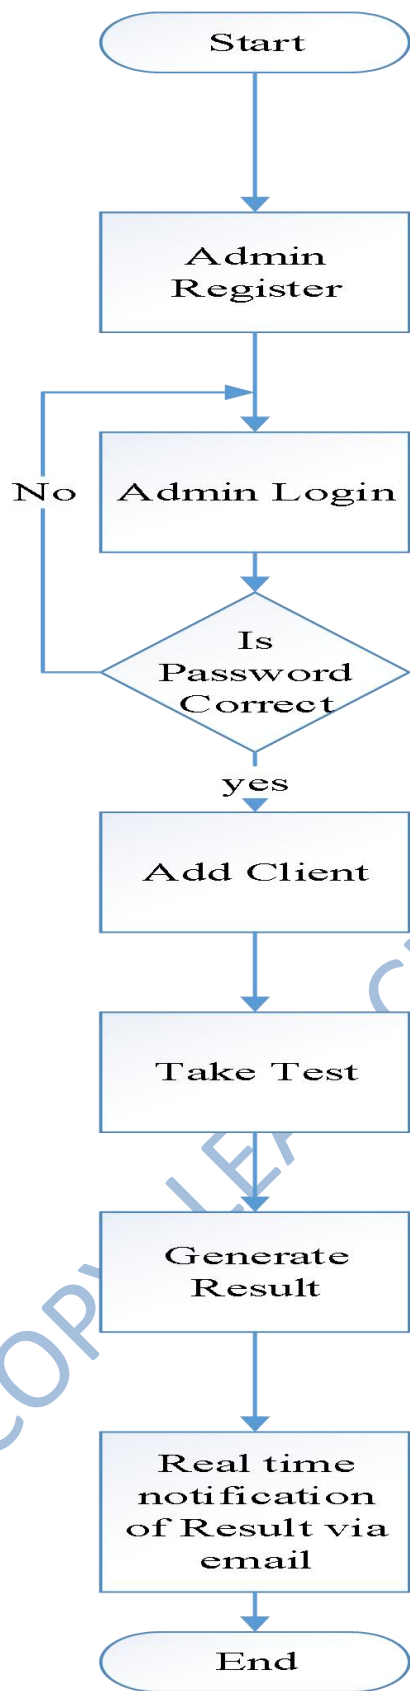 Start
Admin
Register
No
Admin Login
Is
Password
Correct
yes
Add Client
Take Test
Generate
Result
Real time
notification
of Result via
email
End
COPY